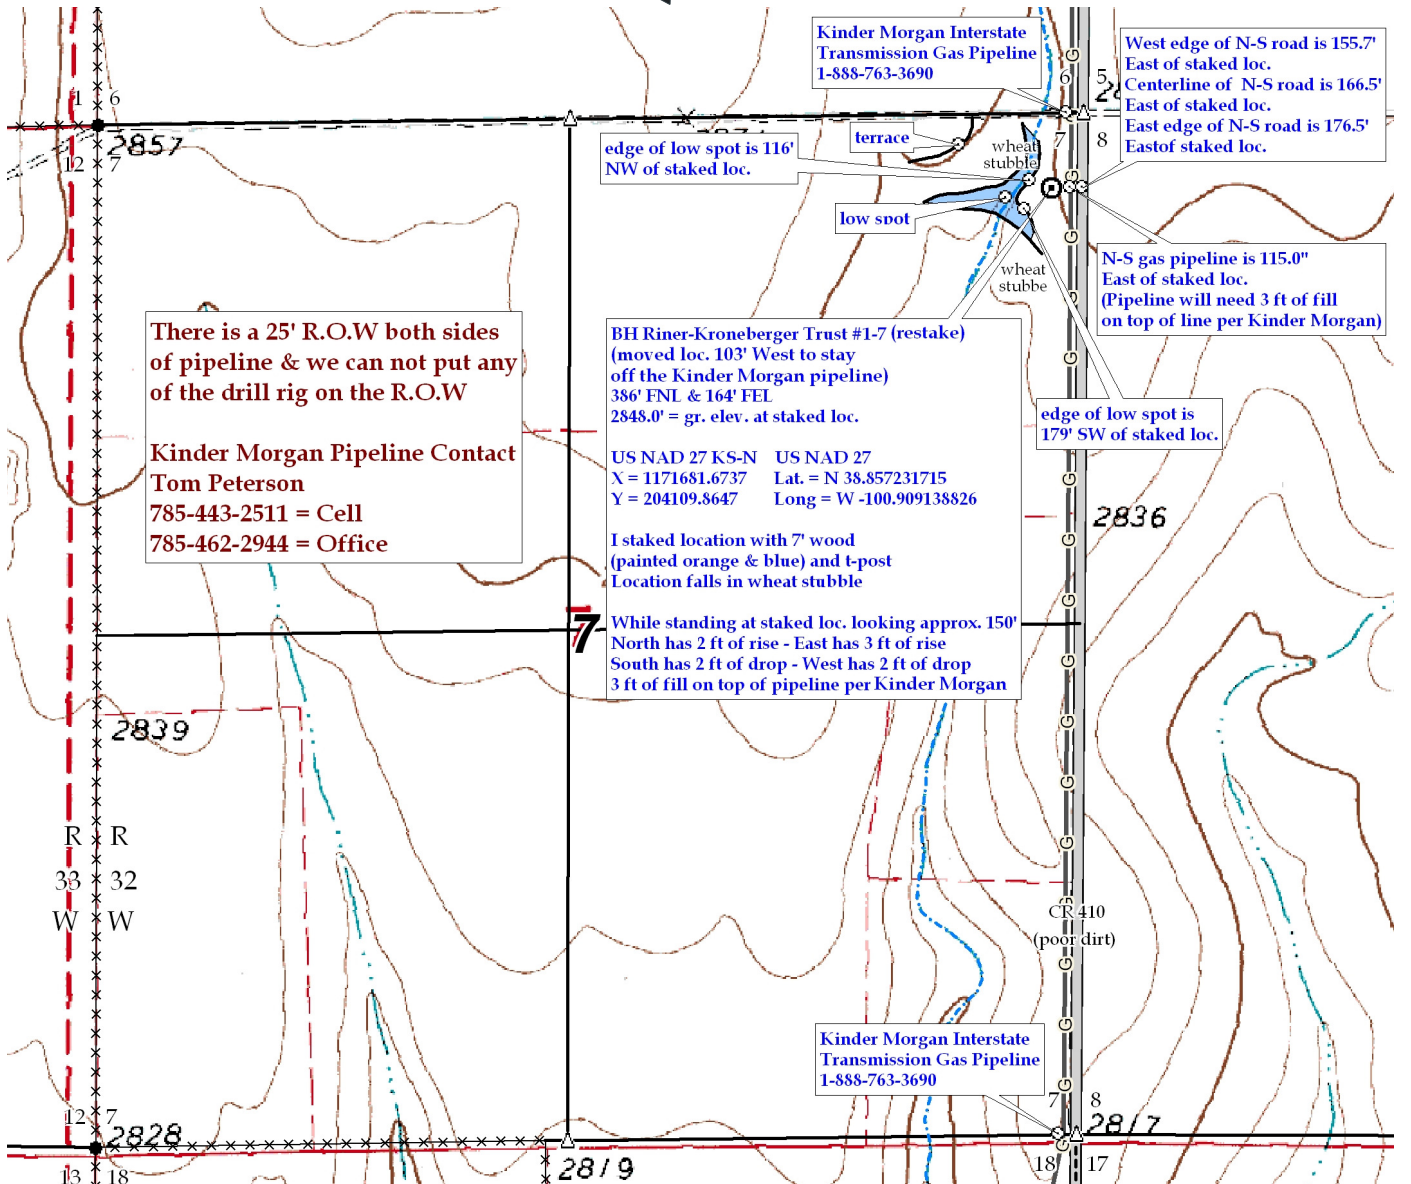 Kinder Morgan Interstate
Transmission Gas Pipeline
1-888-763-3690
West edge of N-S road is 155.7'
East of staked loc.
Centerline of N-S road is 166.5'
East of staked loc.
East edge of N-S road is 176.5'
Eastof staked loc.
1 6
6 5
G
12 7
7 8
2857
terrace
wheat
stubble
edge of low spot is 116'
NW of staked loc.
low spot
G
G
wheat
stubbe
N-S gas pipeline is 115.0"
East of staked loc.
(Pipeline will need 3 ft of fill
on top of line per Kinder Morgan)
There is a 25' R.O.W both sides
of pipeline & we can not put any
of the drill rig on the R.O.W
Kinder Morgan Pipeline Contact
Tom Peterson
785-443-2511 = Cell
785-462-2944 = Office
BH Riner-Kroneberger Trust #1-7 (restake)
(moved loc. 103' West to stay
off the Kinder Morgan pipeline)
386' FNL & 164' FEL
2848.0' = gr. elev. at staked loc.
US NAD 27 KS-N US NAD 27
X = 1171681.6737 Lat. = N 38.857231715
Y = 204109.8647 Long = W -100.909138826
I staked location with 7' wood
(painted orange & blue) and t-post
Location falls in wheat stubble
While standing at staked loc. looking approx. 150'
North has 2 ft of rise - East has 3 ft of rise
South has 2 ft of drop - West has 2 ft of drop
3 ft of fill on top of pipeline per Kinder Morgan
G
edge of low spot is
179' SW of staked loc.
G
G
2836
G
G
7
G
G
2839
G
G
R R
33 32
W W
CR 410
(poor dirt)
G
G
Kinder Morgan Interstate
Transmission Gas Pipeline
1-888-763-3690
G
12 7
7 8
2828
2817
2819
13 18
18 17